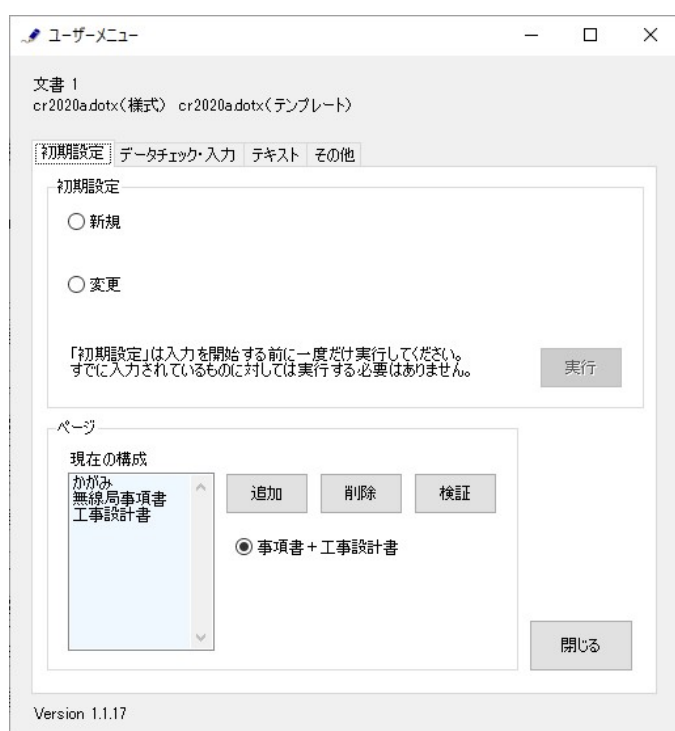 ユーザーメニュー
文書 1
cr2020a.dotx(様式) cr2020a.dotx(テンプレート)
初期設定 データチェック・入力 テキスト その他
初期設定
新規
変更
「初期設定」は入力を開始する前に一度だけ実行してください。
すでに入力されているものに対しては実行する必要はありません。
実行
ページ
現在の構成
かがみ
無線局事項書
工事設計書
追加 削除 検証
事項書+工事設計書
閉じる
Version 1.1.17